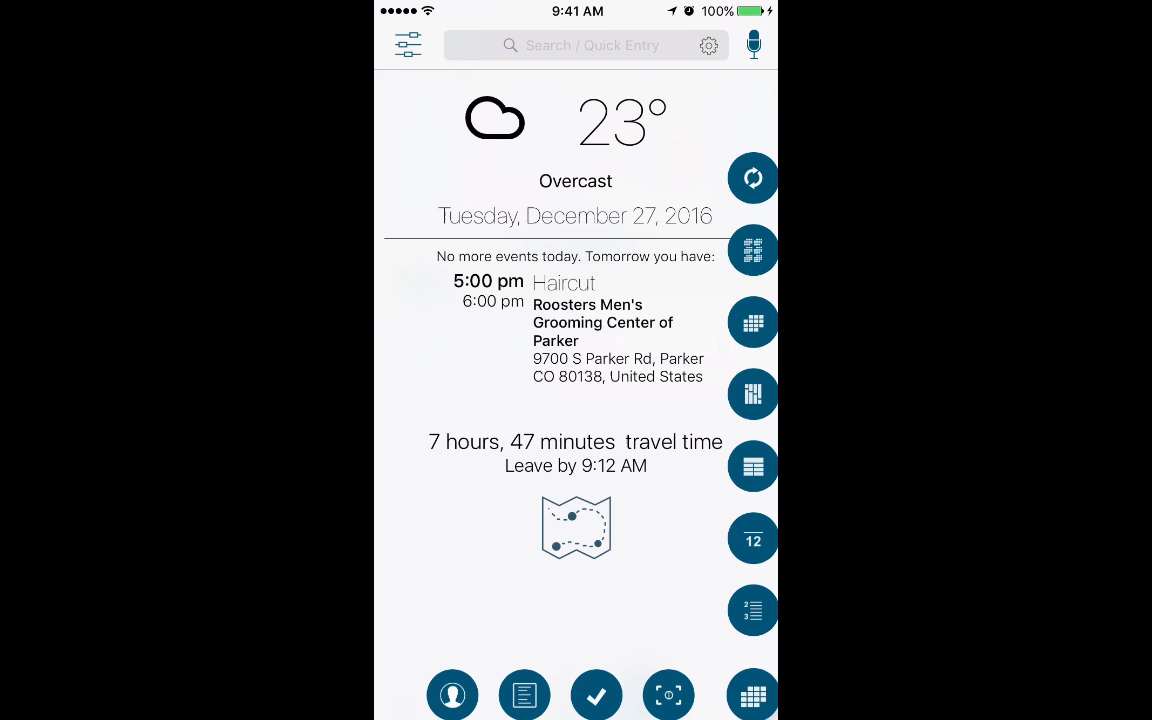 9:41 AM
100%
Search / Quick Entry
23°
Overcast
Tuesday, December 27, 2016
No more events today. Tomorrow you have:
5:00 pm Haircut
6:00 pm
Roosters Men's
Grooming Center of
Parker
9700 S Parker Rd, Parker
CO 80138, United States
7 hours, 47 minutes travel time
Leave by 9:12 AM
12
2
3